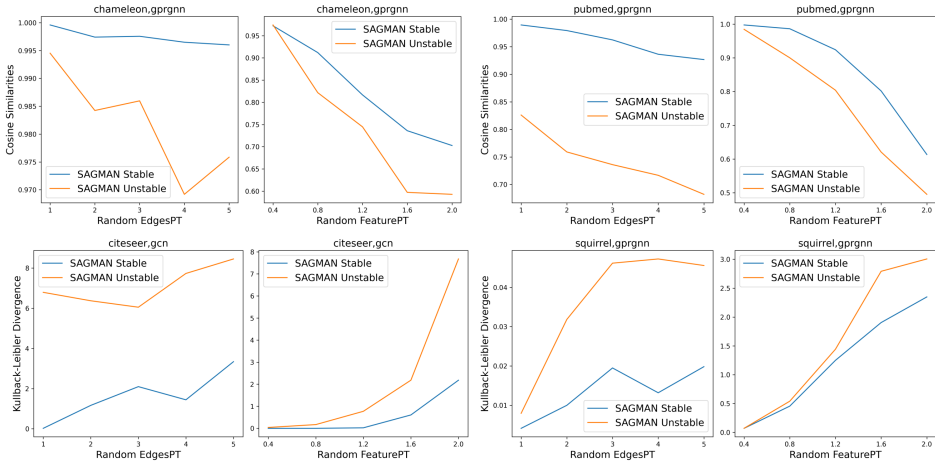 chameleon,gprgnn
Cosine Similarities
1.000
0.995
0.990
0.985
0.980
0.975
0.970
SAGMAN Stable
SAGMAN Unstable
1 2 3 4 5
Random EdgesPT
chameleon,gprgnn
0.95
0.90
0.85
0.80
0.75
0.70
0.65
0.60
SAGMAN Stable
SAGMAN Unstable
0.4 0.8 1.2 1.6 2.0
Random FeaturePT
pubmed,gprgnn
Cosine Similarities
1.00
0.95
0.90
0.85
0.80
0.75
0.70
SAGMAN Stable
SAGMAN Unstable
1 2 3 4 5
Random EdgesPT
pubmed,gprgnn
1.0
0.9
0.8
0.7
0.6
0.5
SAGMAN Stable
SAGMAN Unstable
0.4 0.8 1.2 1.6 2.0
Random FeaturePT
citeseer,gcn
Kullback-Leibler Divergence
8
6
4
2
0
SAGMAN Stable
SAGMAN Unstable
1 2 3 4 5
Random EdgesPT
citeseer,gcn
8
7
6
5
4
3
2
1
0
SAGMAN Stable
SAGMAN Unstable
0.4 0.8 1.2 1.6 2.0
Random FeaturePT
squirrel,gprgnn
Kullback-Leibler Divergence
0.04
0.03
0.02
0.01
SAGMAN Stable
SAGMAN Unstable
1 2 3 4 5
Random EdgesPT
squirrel,gprgnn
3.0
2.5
2.0
1.5
1.0
0.5
0.0
SAGMAN Stable
SAGMAN Unstable
0.4 0.8 1.2 1.6 2.0
Random FeaturePT